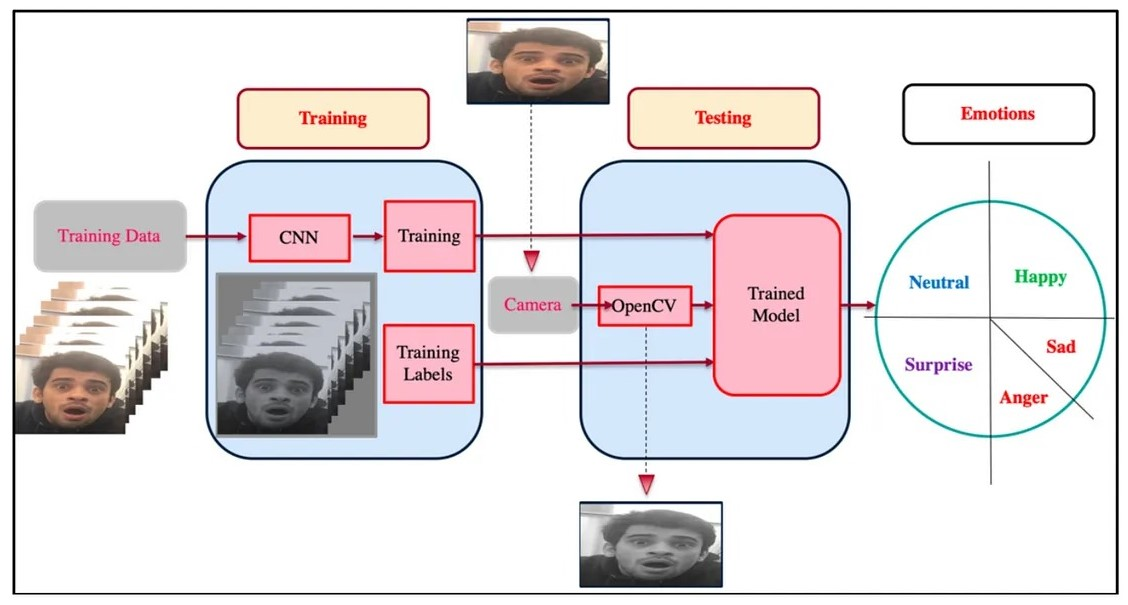 Training
Testing
Emotions
Training Data
CNN
Training
Camera
OpenCV
Training
Labels
Trained
Model
Neutral
Happy
Surprise
Sad
Anger